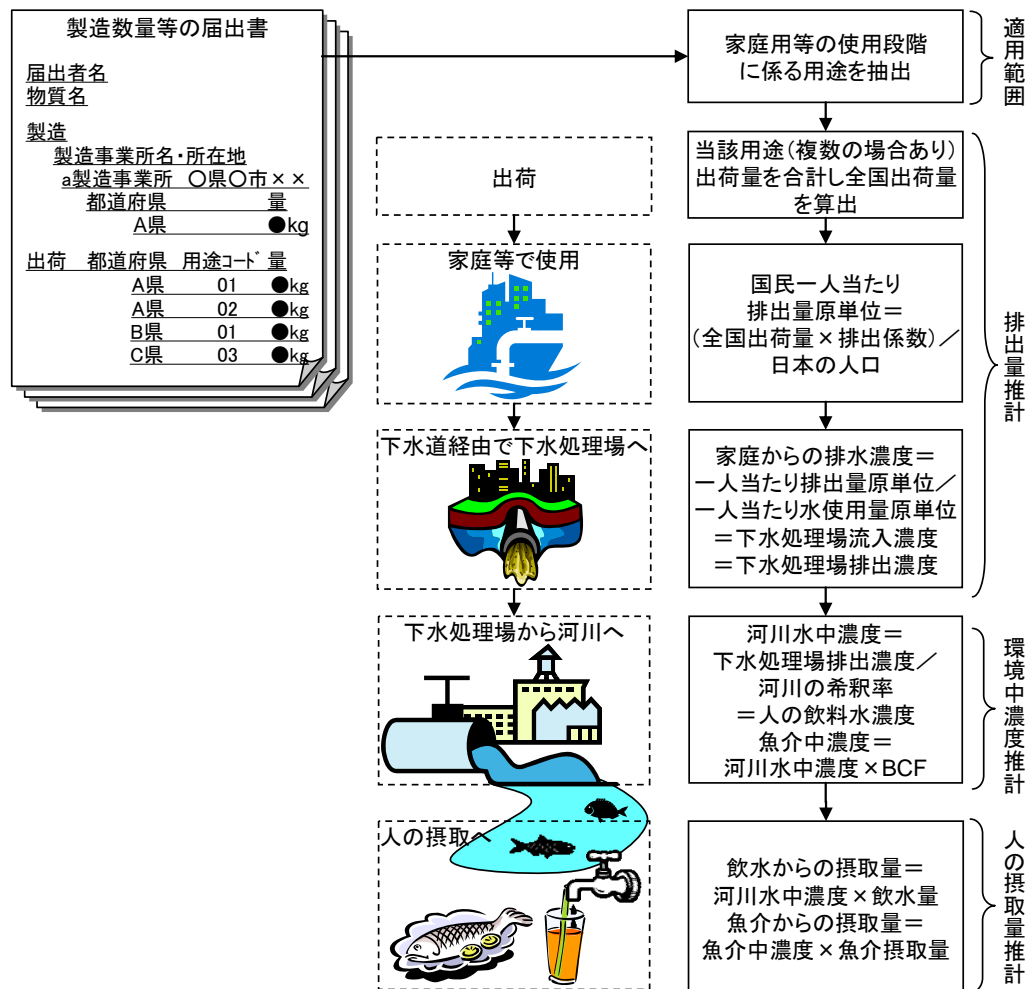 製造数量等の届出書
届出者名
物質名
製造
製造事業所名・所在地
a製造事業所 〇県〇市××
都道府県 量
A県 ●kg
出荷 都道府県 用途コード 量
A県 01 ●kg
A県 02 ●kg
B県 01 ●kg
C県 03 ●kg
出荷
家庭等で使用
下水道経由で下水処理場へ
下水処理場から河川へ
人の摂取へ
家庭用等の使用段階
に係る用途を抽出
当該用途(複数の場合あり)
出荷量を合計し全国出荷量
を算出
国民一人当たり
排出量原単位＝
(全国出荷量×排出係数)／
日本の人口
家庭からの排水濃度＝
一人当たり排出量原単位／
一人当たり水使用量原単位
＝下水処理場流入濃度
＝下水処理場排出濃度
河川水中濃度＝
下水処理場排出濃度／
河川の希釈率
＝人の飲料水濃度
魚介中濃度＝
河川水中濃度×BCF
飲水からの摂取量＝
河川水中濃度×飲水量
魚介からの摂取量＝
魚介中濃度×魚介摂取量
適用範囲
排出量推計
環境中濃度推計
人の摂取量推計